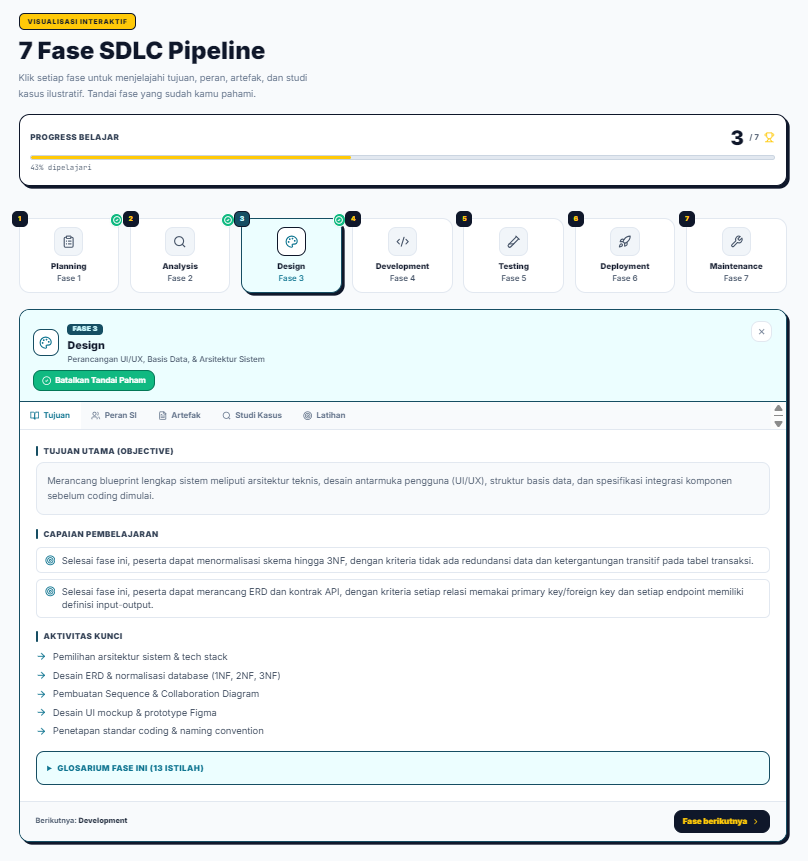 VISUALISASI INTERAKTIF
7 Fase SDLC Pipeline
Klik setiap fase untuk menjelajahi tujuan, peran, artefak, dan studi
kasus ilustratif. Tandai fase yang sudah kamu pahami.
PROGRESS BELAJAR
3 / 7
43% dipelajari
1
Planning
Fase 1
2
Analysis
Fase 2
3
Design
Fase 3
4
Development
Fase 4
5
Testing
Fase 5
6
Deployment
Fase 6
7
Maintenance
Fase 7
FASE 3
Design
Perancangan UI/UX, Basis Data, & Arsitektur Sistem
Batalkan Tandai Paham
Tujuan
Peran SI
Artefak
Studi Kasus
Latihan
TUJUAN UTAMA (OBJECTIVE)
Merancang blueprint lengkap sistem meliputi arsitektur teknis, desain antarmuka pengguna (UI/UX), struktur basis data, dan spesifikasi integrasi komponen
sebelum coding dimulai.
CAPAIAN PEMBELAJARAN
Selesai fase ini, peserta dapat menormalisasi skema hingga 3NF, dengan kriteria tidak ada redundansi data dan ketergantungan transitif pada tabel transaksi.
Selesai fase ini, peserta dapat merancang ERD dan kontrak API, dengan kriteria setiap relasi memakai primary key/foreign key dan setiap endpoint memiliki
definisi input-output.
AKTIVITAS KUNCI
Pemilihan arsitektur sistem & tech stack
Desain ERD & normalisasi database (1NF, 2NF, 3NF)
Pembuatan Sequence & Collaboration Diagram
Desain UI mockup & prototype Figma
Penetapan standar coding & naming convention
GLOSARIUM FASE INI (13 ISTILAH)
Berikutnya: Development
Fase berikutnya